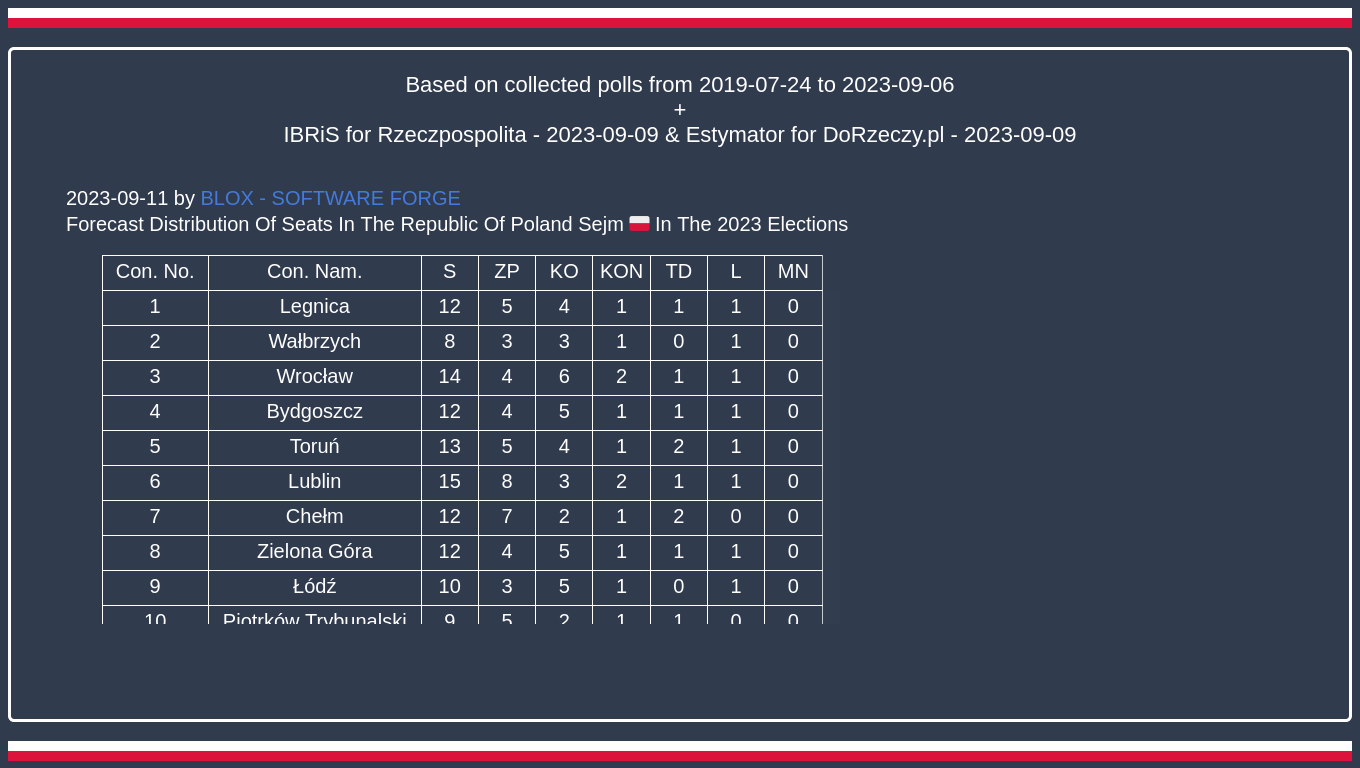 Based on collected polls from 2019-07-24 to 2023-09-06
+
IBRiS for Rzeczpospolita - 2023-09-09 & Estymator for DoRzeczy.pl - 2023-09-09
2023-09-11 by BLOX - SOFTWARE FORGE
Forecast Distribution Of Seats In The Republic Of Poland Sejm In The 2023 Elections
Con. No. Con. Nam. S ZP KO KON TD L MN
1 Legnica 12 5 4 1 1 1 0
2 Wałbrzych 8 3 3 1 0 1 0
3 Wrocław 14 4 6 2 1 1 0
4 Bydgoszcz 12 4 5 1 1 1 0
5 Toruń 13 5 4 1 2 1 0
6 Lublin 15 8 3 2 1 1 0
7 Chełm 12 7 2 1 2 0 0
8 Zielona Góra 12 4 5 1 1 1 0
9 Łódź 10 3 5 1 0 1 0
10 Piotrków Trybunalski 9 5 2 1 1 0 0